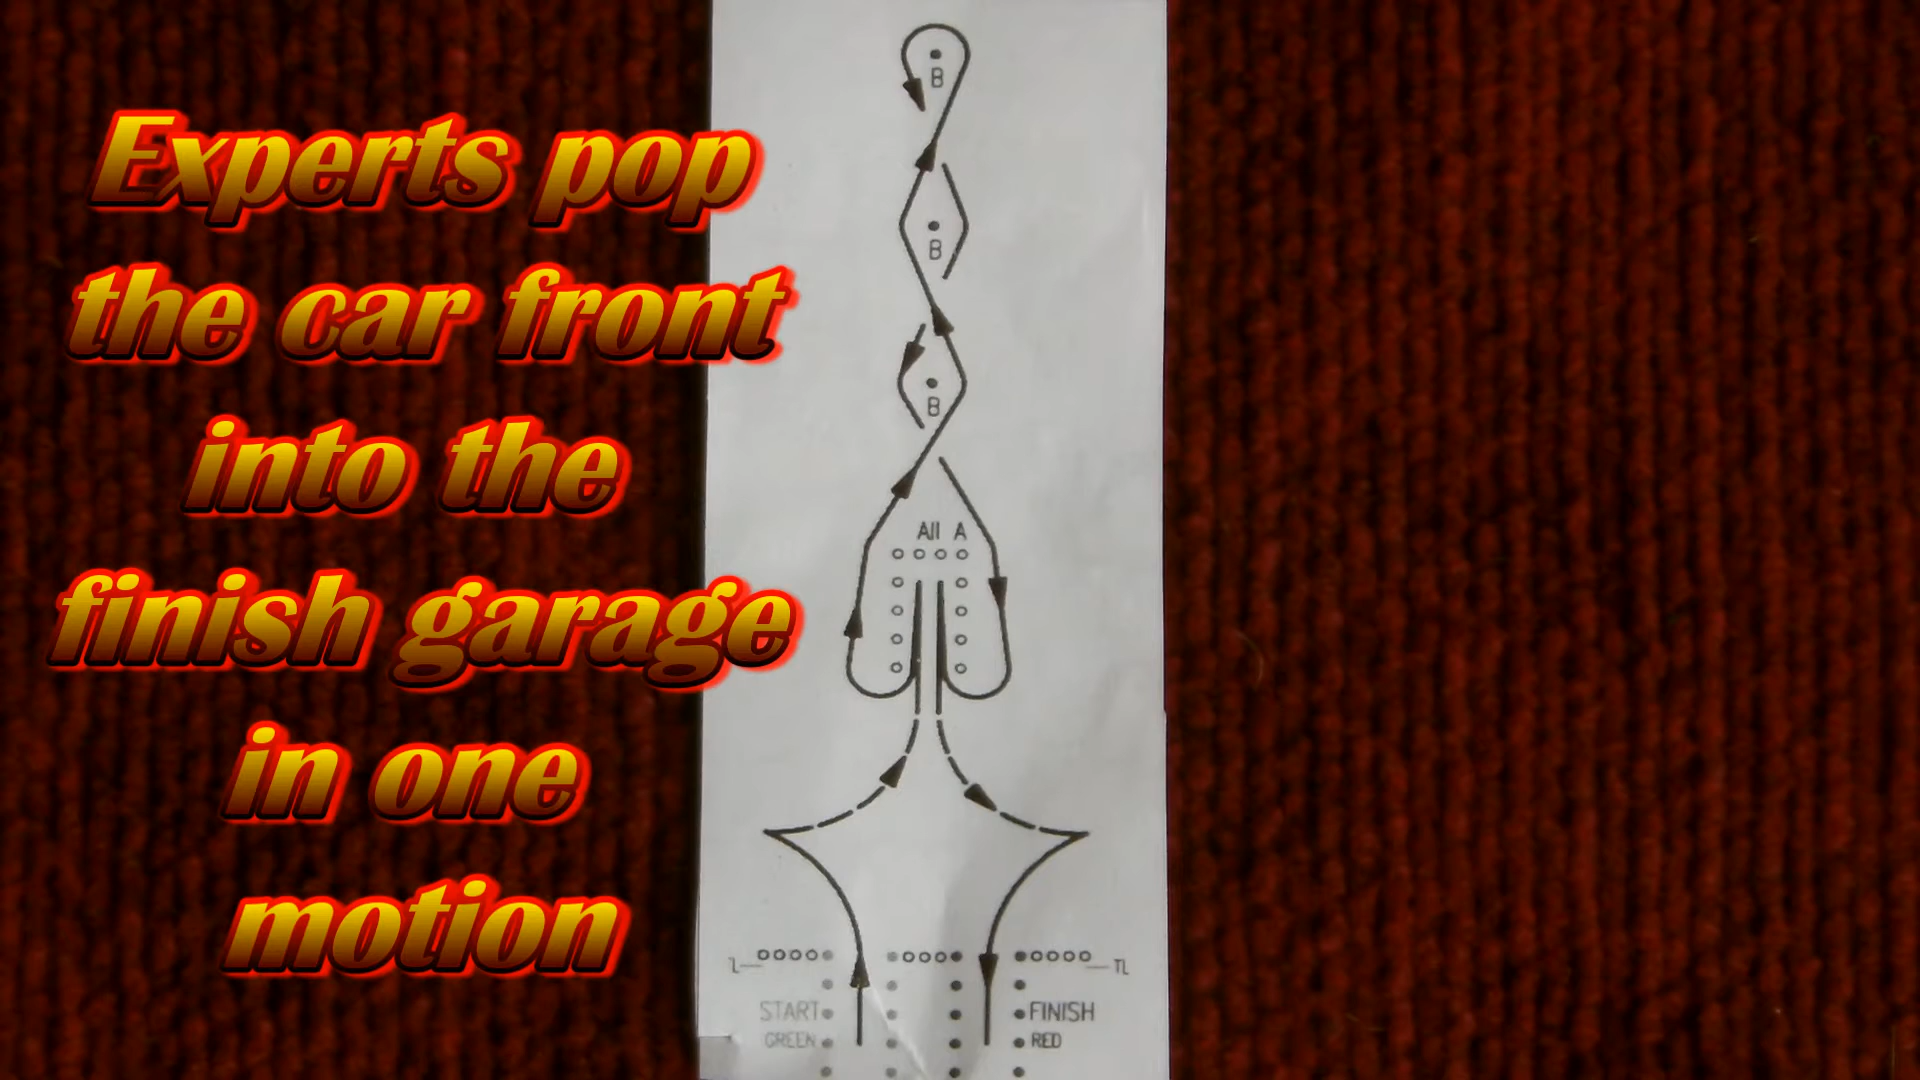 Experts pop
the car front
into the
finish garage
in one
motion
B
B
B
All A
TL
START
FINISH
GREEN
RED